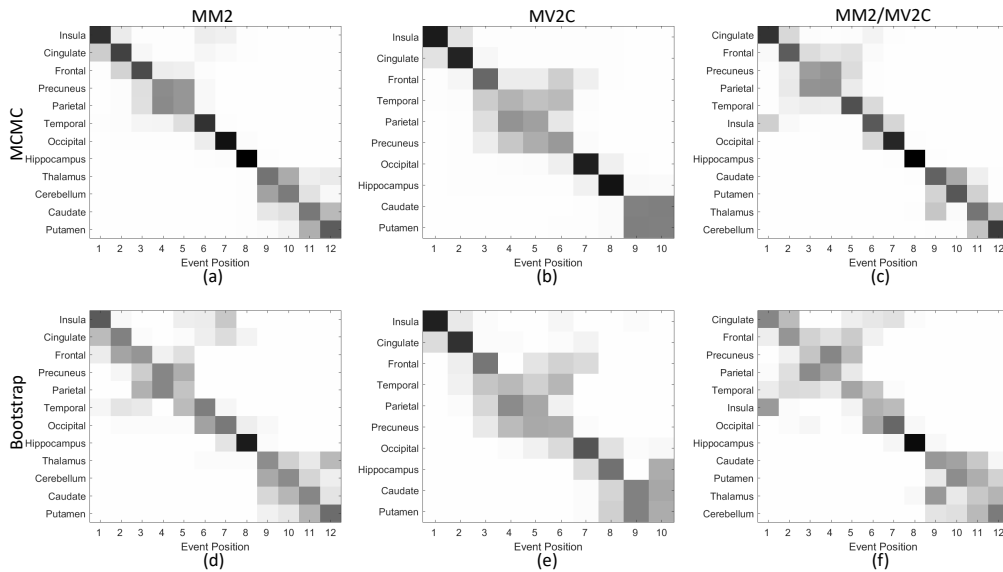 MM2
MV2C
MM2/MV2C
MCMC
Insula
Cingulate
Frontal
Precuneus
Parietal
Temporal
Occipital
Hippocampus
Thalamus
Cerebellum
Caudate
Putamen
1 2 3 4 5 6 7 8 9 10 11 12
Event Position
(a)
Insula
Cingulate
Frontal
Temporal
Parietal
Precuneus
Occipital
Hippocampus
Caudate
Putamen
1 2 3 4 5 6 7 8 9 10
Event Position
(b)
Cingulate
Frontal
Precuneus
Parietal
Temporal
Insula
Occipital
Hippocampus
Caudate
Putamen
Thalamus
Cerebellum
1 2 3 4 5 6 7 8 9 10 11 12
Event Position
(c)
Bootstrap
Insula
Cingulate
Frontal
Precuneus
Parietal
Temporal
Occipital
Hippocampus
Thalamus
Cerebellum
Caudate
Putamen
1 2 3 4 5 6 7 8 9 10 11 12
Event Position
(d)
Insula
Cingulate
Frontal
Temporal
Parietal
Precuneus
Occipital
Hippocampus
Caudate
Putamen
1 2 3 4 5 6 7 8 9 10
Event Position
(e)
Cingulate
Frontal
Precuneus
Parietal
Temporal
Insula
Occipital
Hippocampus
Caudate
Putamen
Thalamus
Cerebellum
1 2 3 4 5 6 7 8 9 10 11 12
Event Position
(f)